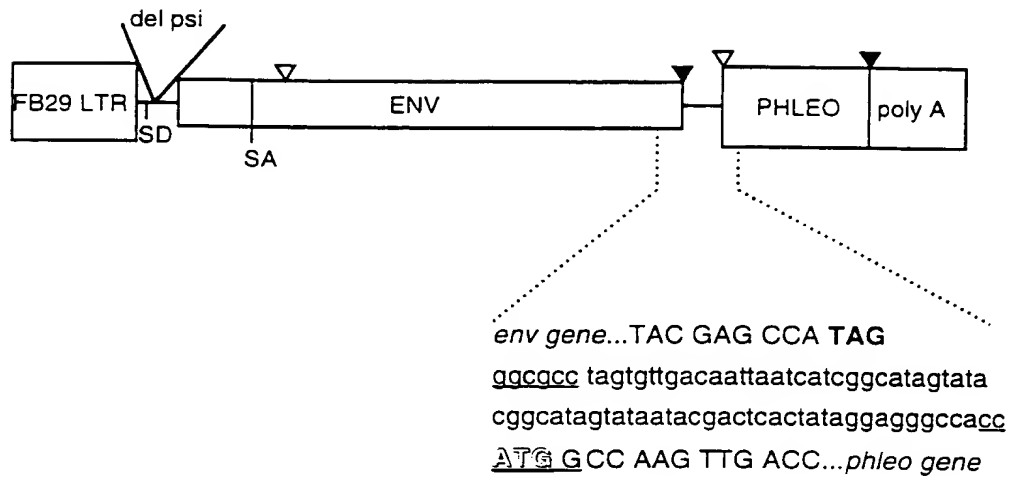 del psi
FB29 LTR
SD
SA
ENV
PHLEO
poly A
env gene...TAC GAG CCA TAG
ggcgcc tagtgttgacaattaatcatcggcatagtata
cggcatagtataatacgactcactataggagggccacc
ATG GCC AAG TTG ACC...phleo gene